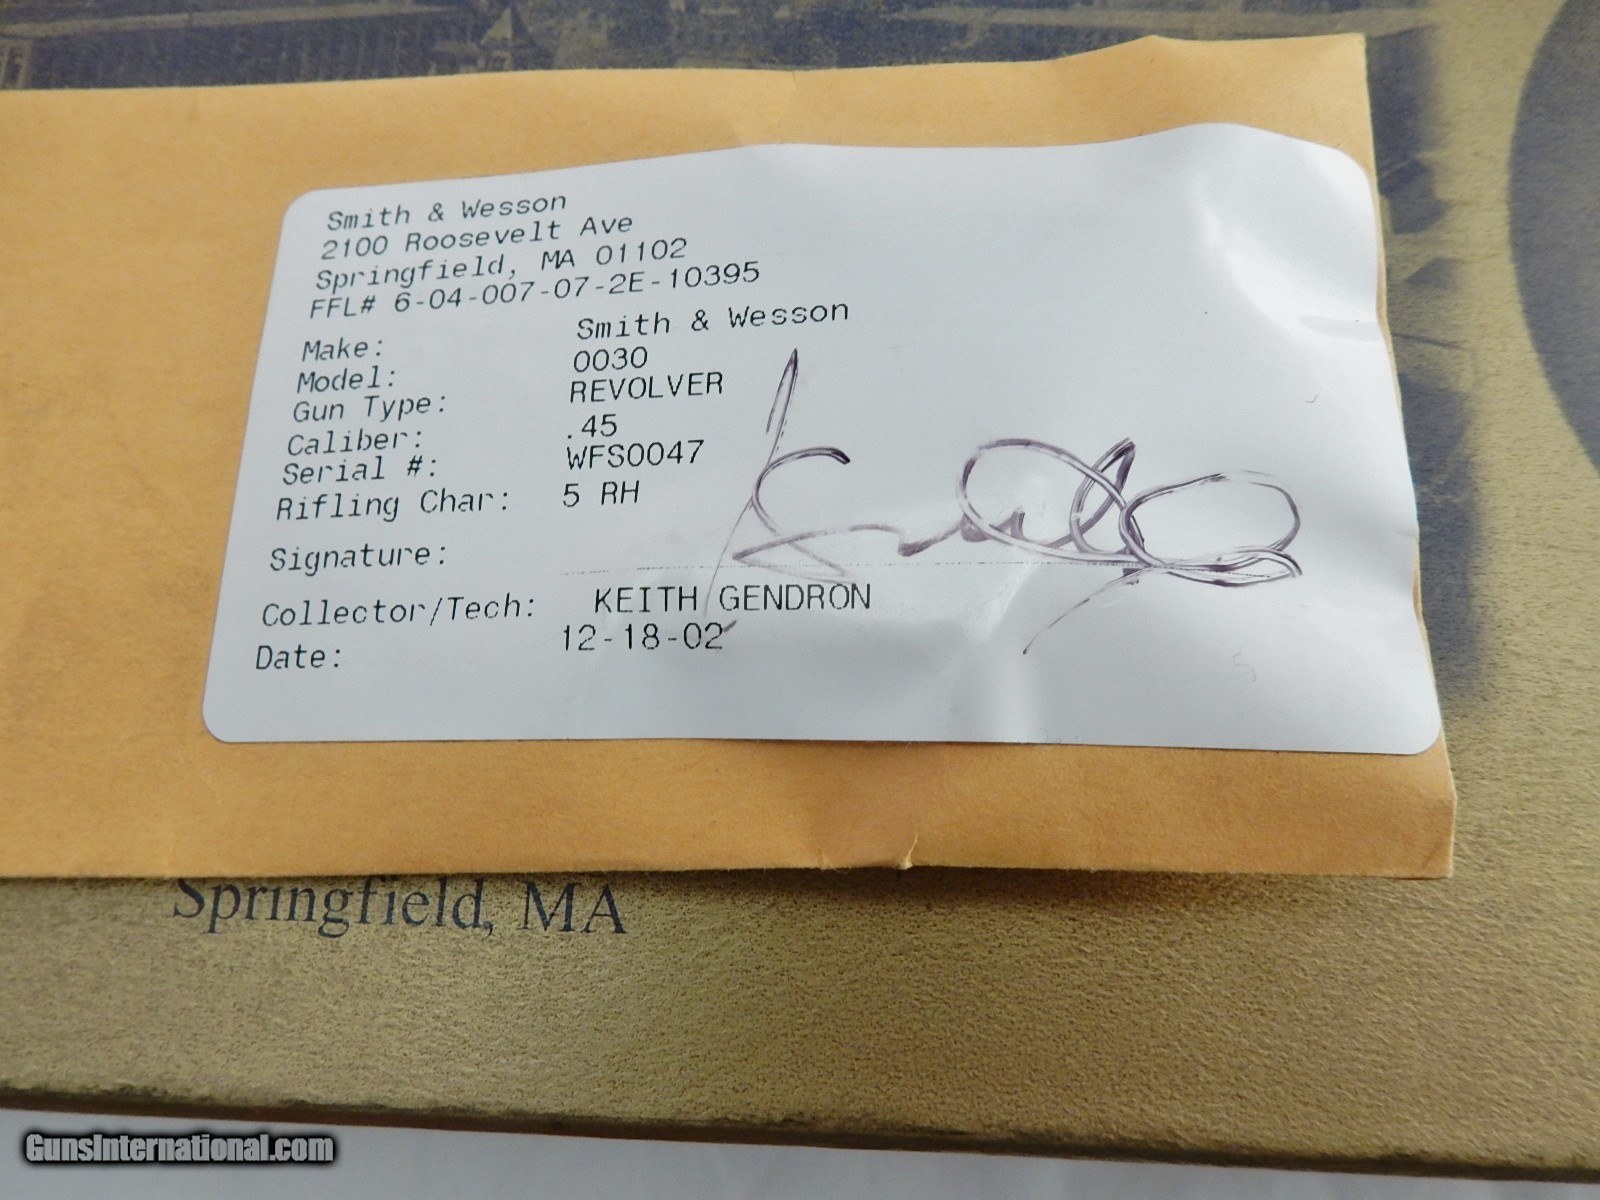 Smith & Wesson
2100 Roosevelt Ave
Springfield, MA 01102
FFL# 6-04-007-07-2E-10395
Make: Smith & Wesson
Model: 0030
Gun Type: REVOLVER
Caliber: .45
Serial #: WFS0047
Rifling Char: 5 RH
Signature:
Collector/Tech: KEITH GENDRON
Date: 12-18-02
Springfield, MA
GunsInternational.com